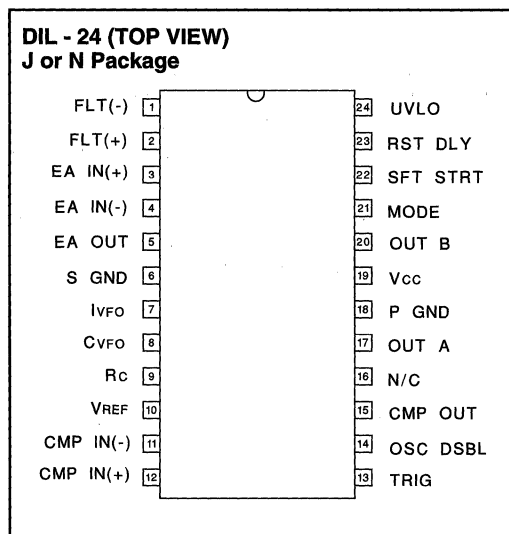 DIL - 24 (TOP VIEW)
J or N Package
FLT(-) 1 24 UVLO
FLT(+) 2 23 RST DLY
EA IN(+) 3 22 SFT STRT
EA IN(-) 4 21 MODE
EA OUT 5 20 OUT B
S GND 6 19 VCC
IVFO 7 18 P GND
CVFO 8 17 OUT A
RC 9 16 N/C
VREF 10 15 CMP OUT
CMP IN(-) 11 14 OSC DSBL
CMP IN(+) 12 13 TRIG